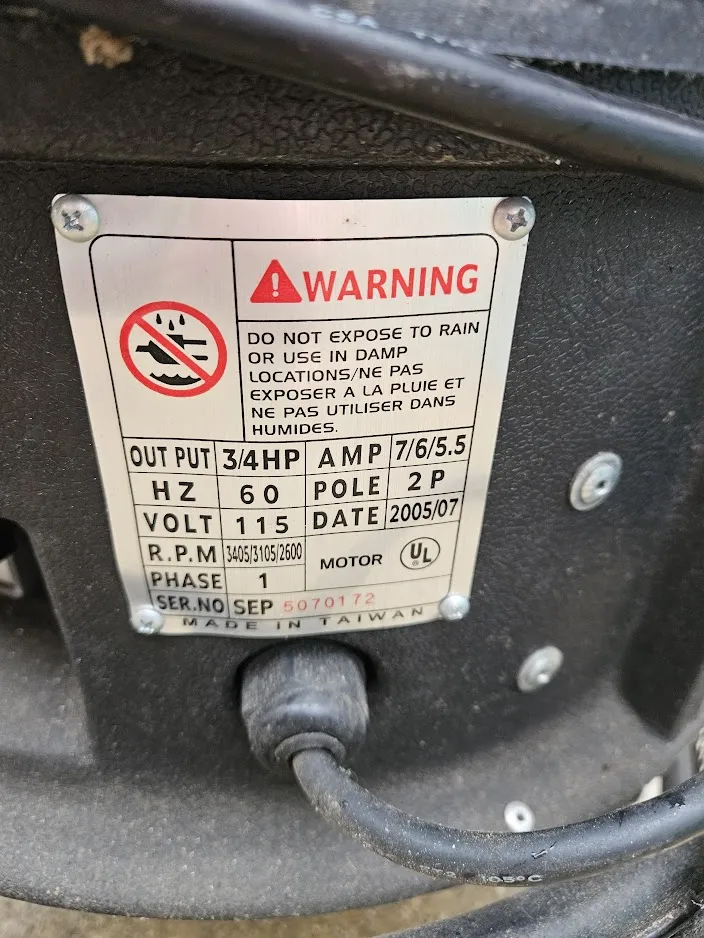 CSA
WARNING
DO NOT EXPOSE TO RAIN
OR USE IN DAMP
LOCATIONS/NE PAS
EXPOSER A LA PLUIE ET
NE PAS UTILISER DANS
HUMIDES.
OUT PUT 3/4HP AMP 7/6/5.5
HZ 60 POLE 2P
VOLT 115 DATE 2005/07
R.P.M 3405/3105/2600 MOTOR UL
PHASE 1
SER.NO SEP 5070172
MADE IN TAIWAN
105°C